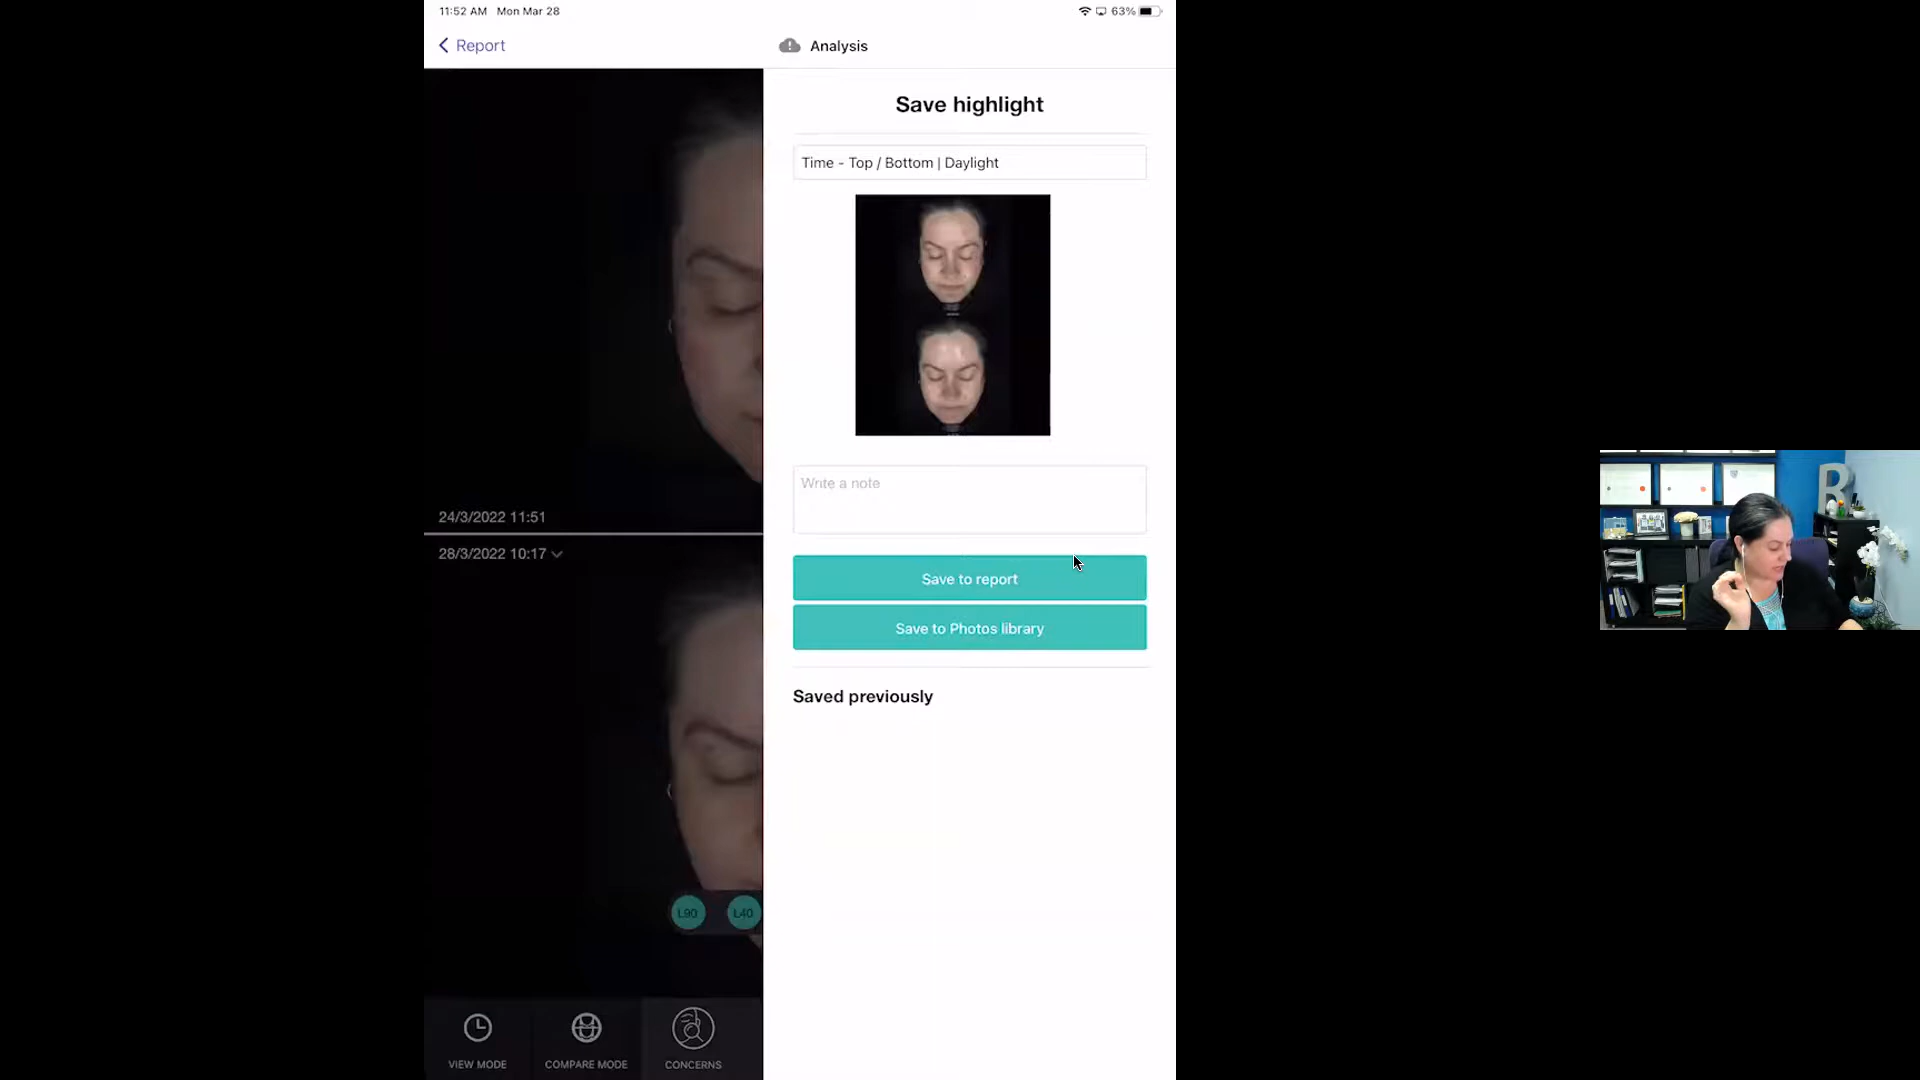 11:52 AM Mon Mar 28
63%
Report
Analysis
Save highlight
Time - Top / Bottom | Daylight
Write a note
Save to report
Save to Photos library
Saved previously
24/3/2022 11:51
28/3/2022 10:17
L90 L40
VIEW MODE COMPARE MODE CONCERNS
R